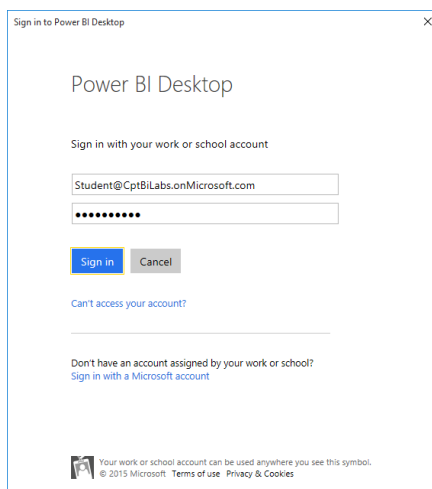 Sign in to Power BI Desktop
Power BI Desktop
Sign in with your work or school account
Student@CptBiLabs.onMicrosoft.com
●●●●●●●●●●
Sign in Cancel
Can't access your account?
Don't have an account assigned by your work or school?
Sign in with a Microsoft account
Your work or school account can be used anywhere you see this symbol.
© 2015 Microsoft Terms of use Privacy & Cookies